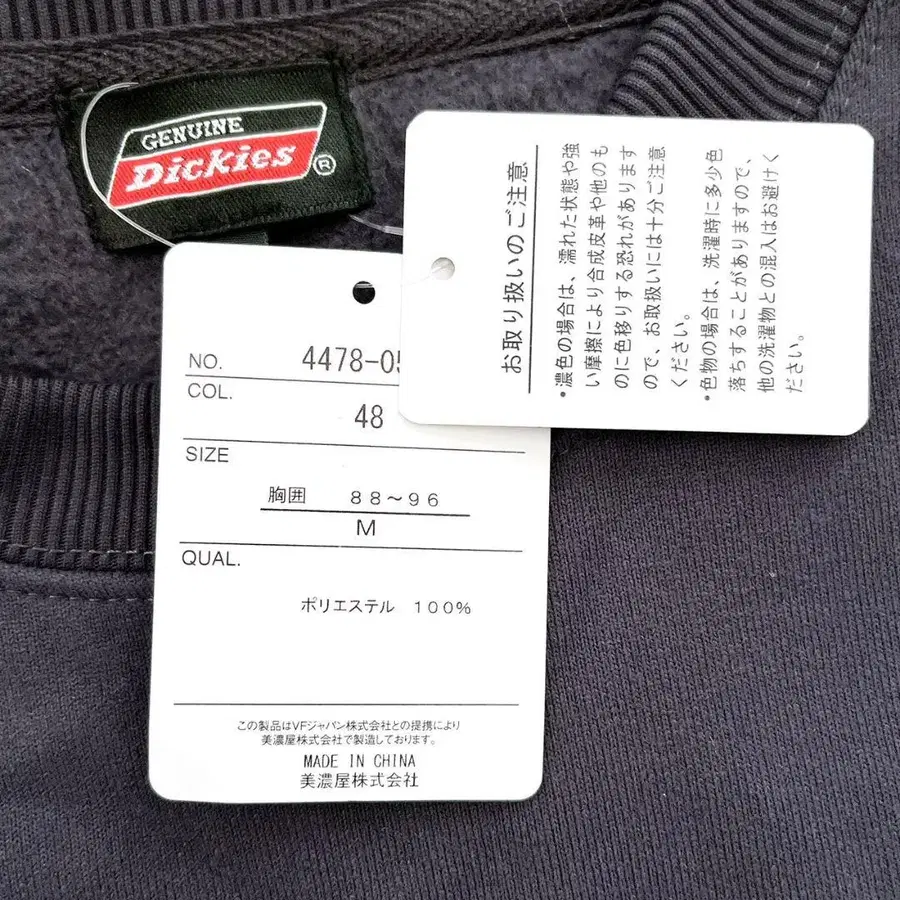 GENUINE
Dickies®
NO. 4478-05
COL. 48
SIZE
胸囲 88～96
M
QUAL.
ポリエステル 100%
この製品はVFジャパン株式会社との提携により
美濃屋株式会社で製造しております。
MADE IN CHINA
美濃屋株式会社
お取り扱いのご注意
・濃色の場合は、濡れた状態や強
い摩擦により合成皮革や他のも
のに色移りする恐れがあります
ので、お取扱いには十分ご注意
ください。
・色物の場合は、洗濯時に多少色
落ちすることがありますので、
他の洗濯物との混入はお避けく
ださい。